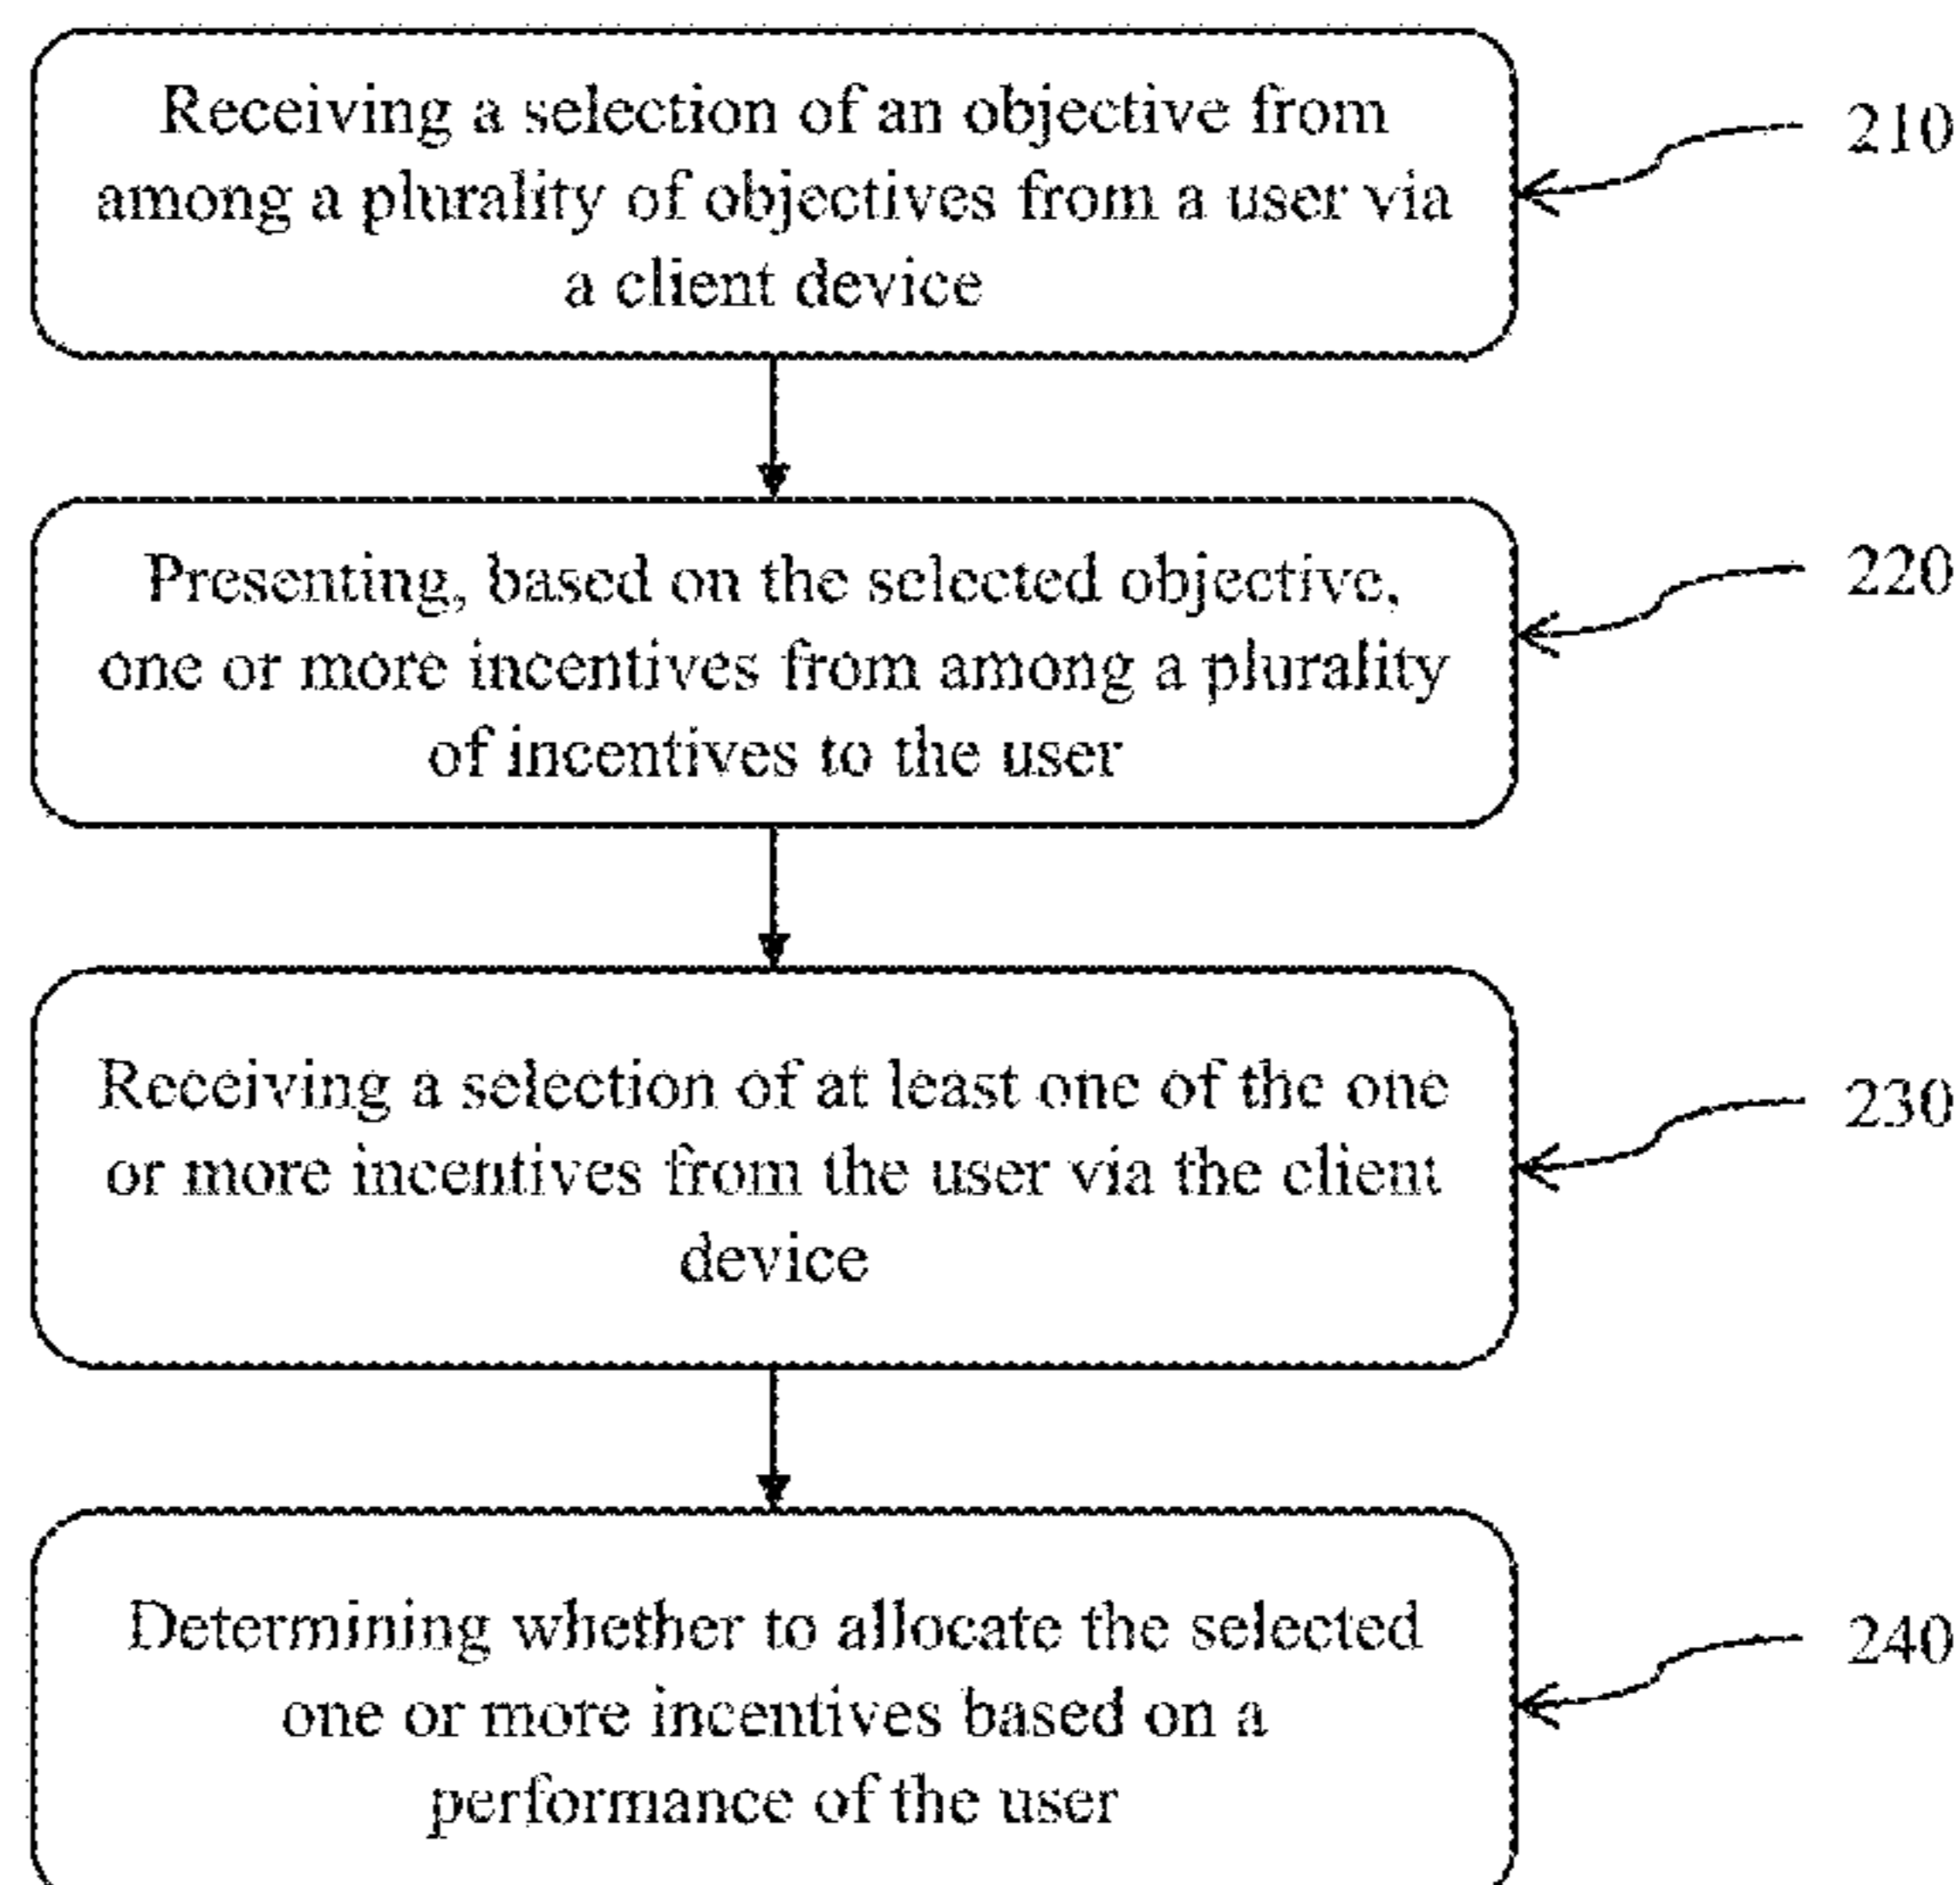 Receiving a selection of an objective from
among a plurality of objectives from a user via
a client device
210
Presenting, based on the selected objective,
one or more incentives from among a plurality
of incentives to the user
220
Receiving a selection of at least one of the one
or more incentives from the user via the client
device
230
Determining whether to allocate the selected
one or more incentives based on a
performance of the user
240